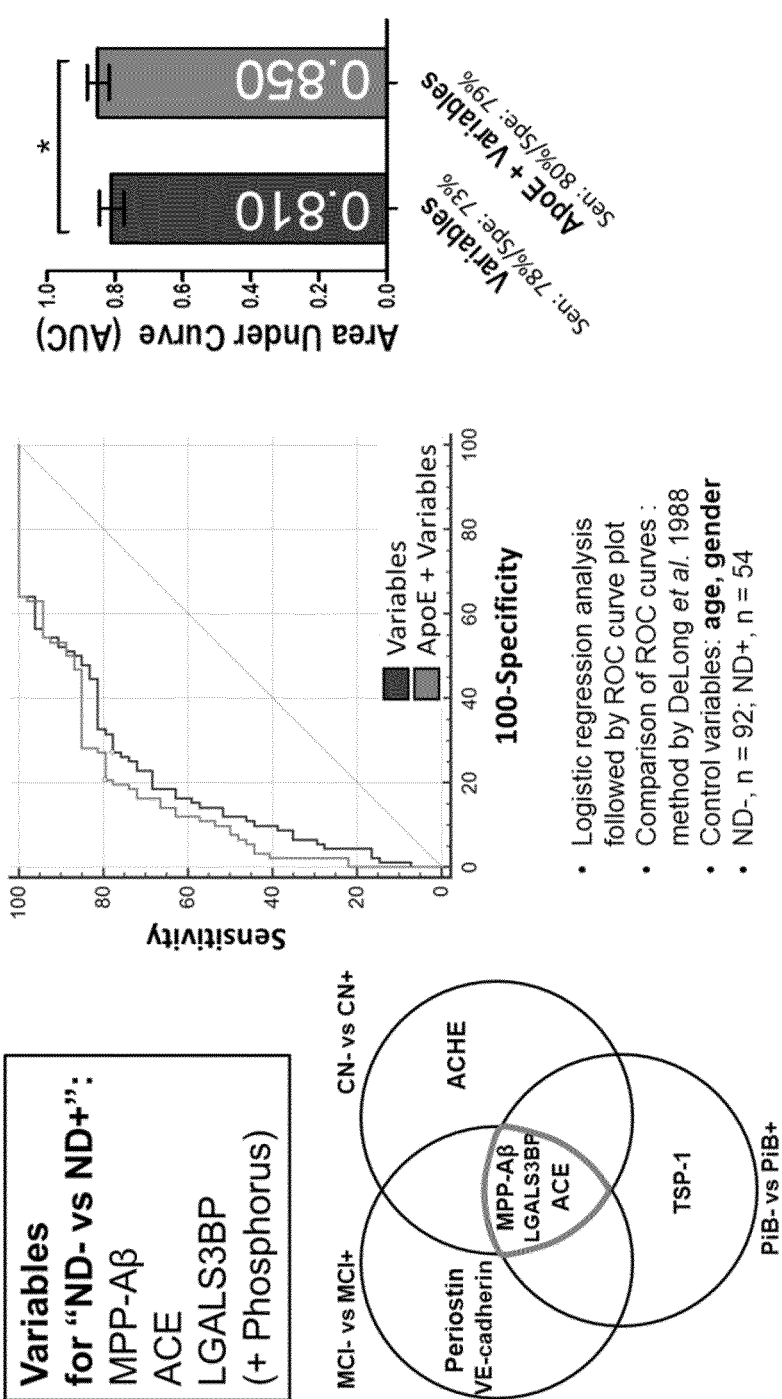 Variables
for “ND- vs ND+”:
MPP-Aβ
ACE
LGALS3BP
(+ Phosphorus)
MCI- vs MCI+
CN- vs CN+
Periostin
VE-cadherin
ACHE
MPP-Aβ
LGALS3BP
ACE
TSP-1
PiB- vs PiB+
Sensitivity
100
80
60
40
20
0
0
20
40
60
80
100
100-Specificity
Variables
ApoE + Variables
• Logistic regression analysis
followed by ROC curve plot
• Comparison of ROC curves :
method by DeLong et al. 1988
• Control variables: age, gender
• ND-, n = 92; ND+, n = 54
Area Under Curve (AUC)
1.0
0.8
0.6
0.4
0.2
0.0
*
0.810
0.850
Variables
Sen: 78%/Spe: 73%
ApoE + Variables
Sen: 80%/Spe: 79%